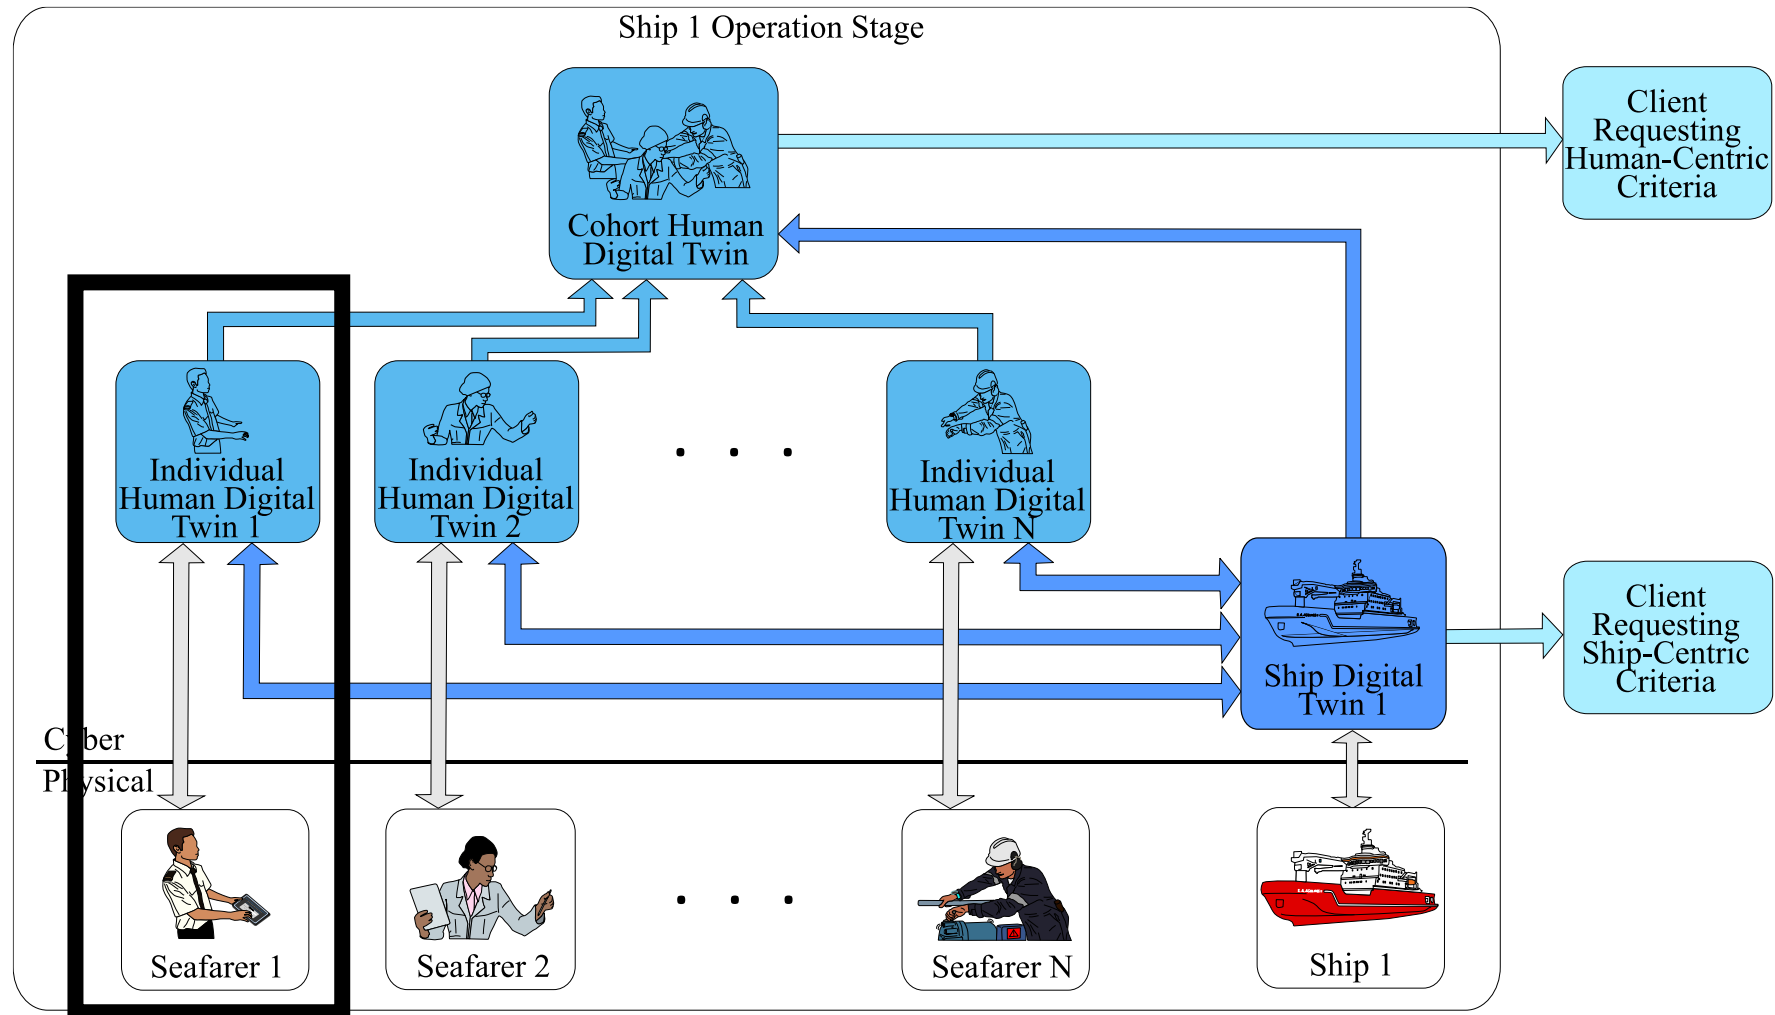 Ship 1 Operation Stage
Client
Requesting
Human-Centric
Criteria
Cohort Human
Digital Twin
Individual
Human Digital
Twin 1
Individual
Human Digital
Twin 2
. . .
Individual
Human Digital
Twin N
Ship Digital
Twin 1
Client
Requesting
Ship-Centric
Criteria
Cyber
Physical
Seafarer 1
Seafarer 2
. . .
Seafarer N
Ship 1